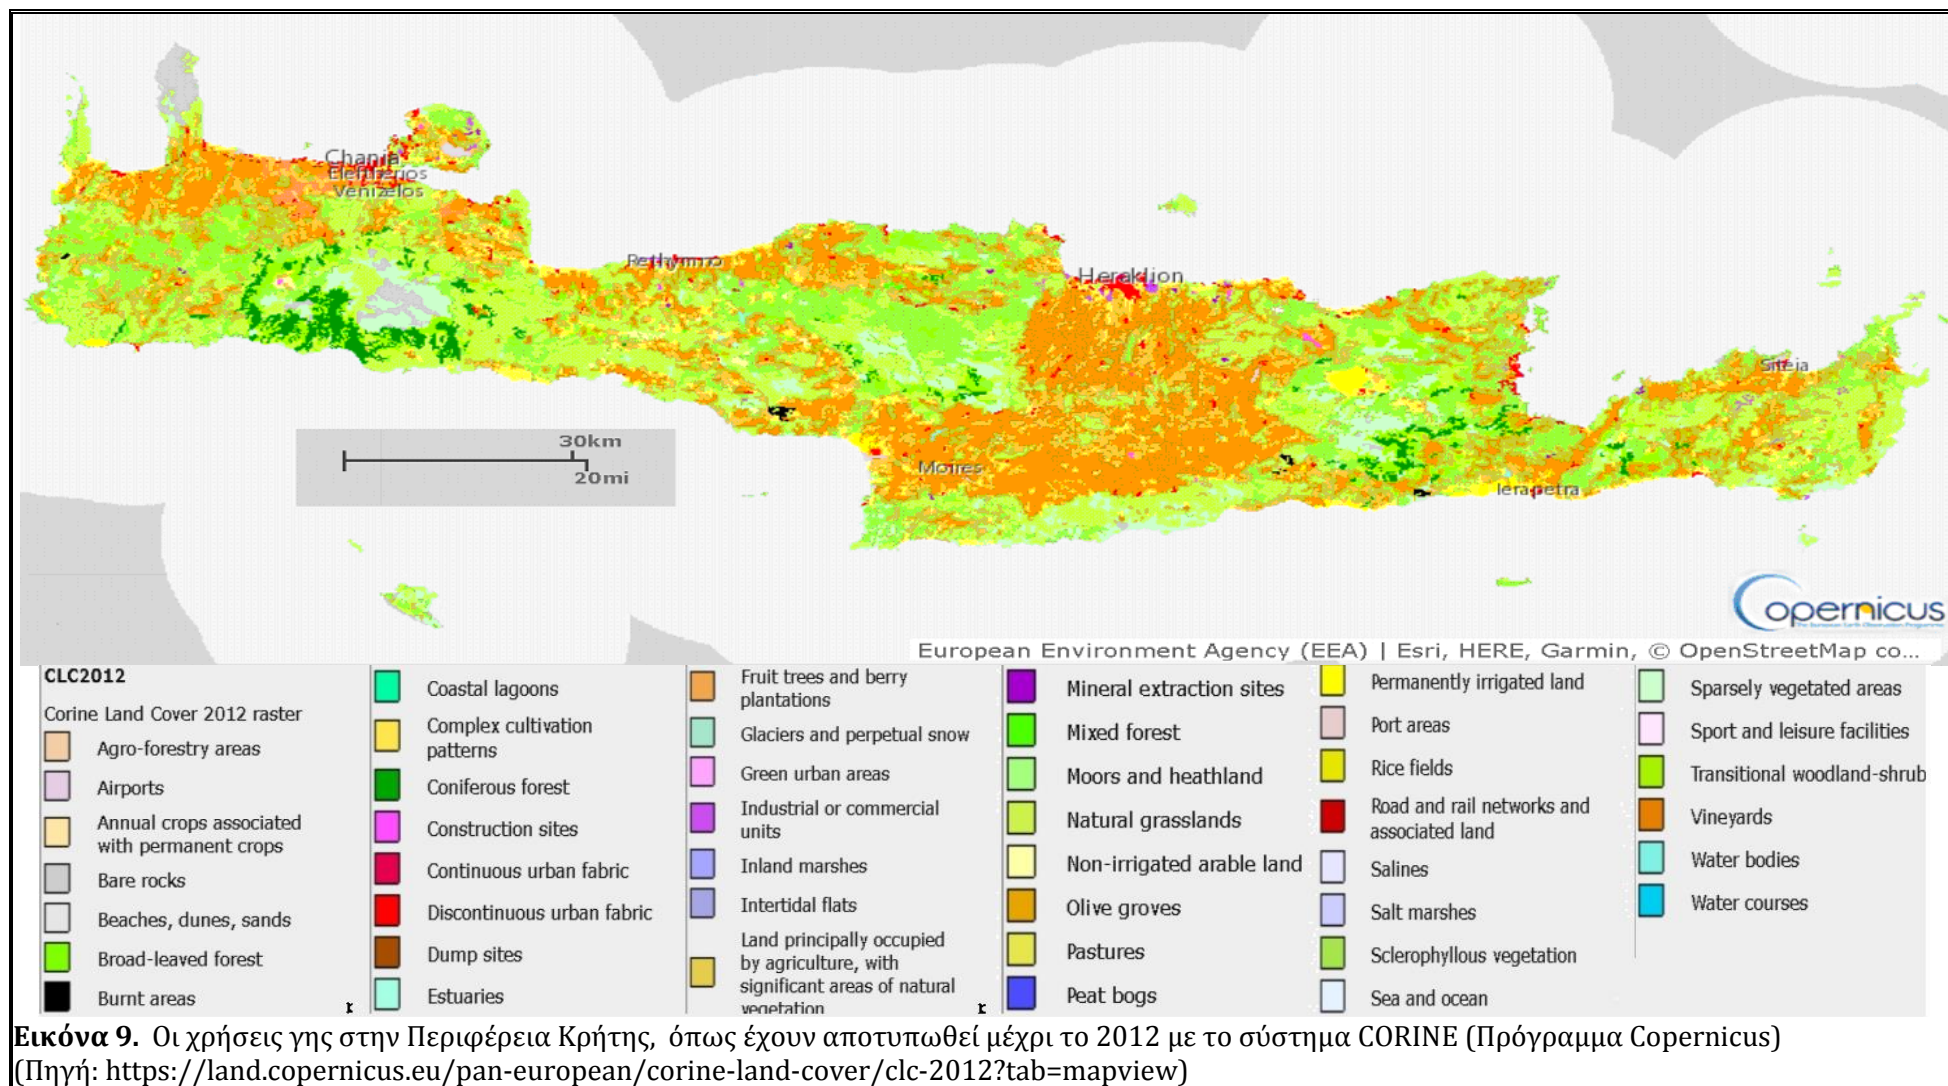 Chania
Eleftherios
Venizelos
Rethymno
Heraklion
Siteia
30km
20mi
Moires
Ierapetra
opernicus
European Environment Agency (EEA) | Esri, HERE, Garmin, © OpenStreetMap co...
CLC2012
Corine Land Cover 2012 raster
Agro-forestry areas
Airports
Annual crops associated
with permanent crops
Bare rocks
Beaches, dunes, sands
Broad-leaved forest
Burnt areas
Coastal lagoons
Complex cultivation
patterns
Coniferous forest
Construction sites
Continuous urban fabric
Discontinuous urban fabric
Dump sites
Estuaries
Fruit trees and berry
plantations
Glaciers and perpetual snow
Green urban areas
Industrial or commercial
units
Inland marshes
Intertidal flats
Land principally occupied
by agriculture, with
significant areas of natural
vegetation
Mineral extraction sites
Mixed forest
Moors and heathland
Natural grasslands
Non-irrigated arable land
Olive groves
Pastures
Peat bogs
Permanently irrigated land
Port areas
Rice fields
Road and rail networks and
associated land
Salines
Salt marshes
Sclerophyllous vegetation
Sea and ocean
Sparsely vegetated areas
Sport and leisure facilities
Transitional woodland-shrub
Vineyards
Water bodies
Water courses
Εικόνα 9. Οι χρήσεις γης στην Περιφέρεια Κρήτης, όπως έχουν αποτυπωθεί μέχρι το 2012 με το σύστημα CORINE (Πρόγραμμα Copernicus)
(Πηγή: https://land.copernicus.eu/pan-european/corine-land-cover/clc-2012?tab=mapview)